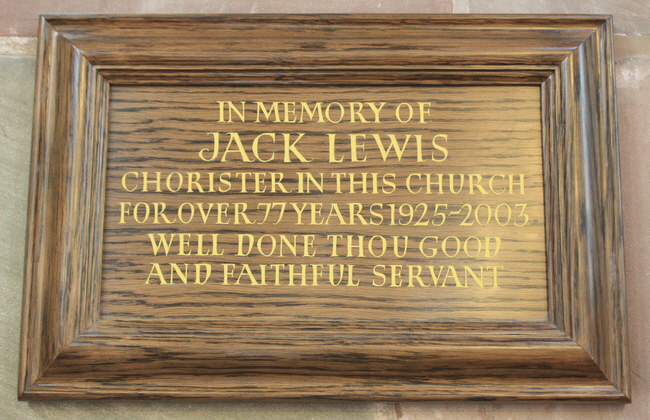 IN MEMORY OF
JACK LEWIS
CHORISTER IN THIS CHURCH
FOR OVER 77 YEARS 1925-2003
WELL DONE THOU GOOD
AND FAITHFUL SERVANT